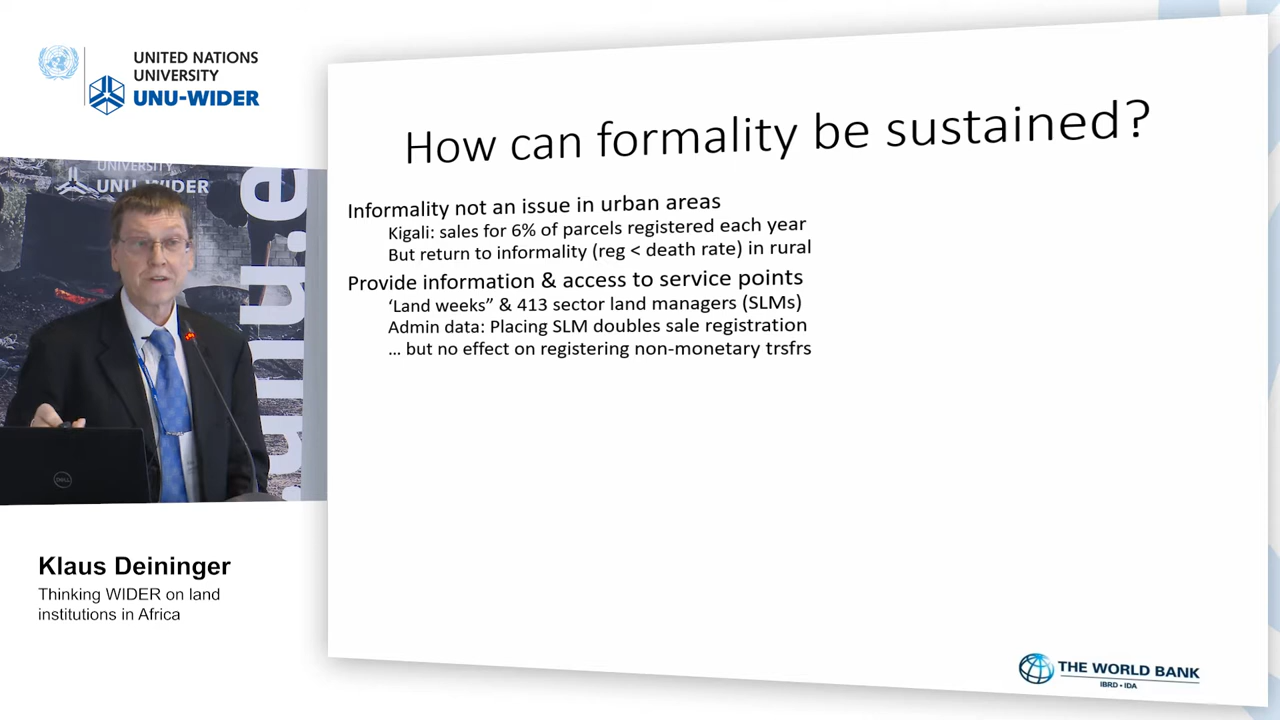 UNITED NATIONS
UNIVERSITY
UNU-WIDER
UNIVERSITY
UNU-WIDER
unu.e
DELL
Klaus Deininger
Thinking WIDER on land
institutions in Africa
How can formality be sustained?
Informality not an issue in urban areas
Kigali: sales for 6% of parcels registered each year
But return to informality (reg < death rate) in rural
Provide information & access to service points
‘Land weeks” & 413 sector land managers (SLMs)
Admin data: Placing SLM doubles sale registration
… but no effect on registering non-monetary trsfrs
THE WORLD BANK
IBRD • IDA